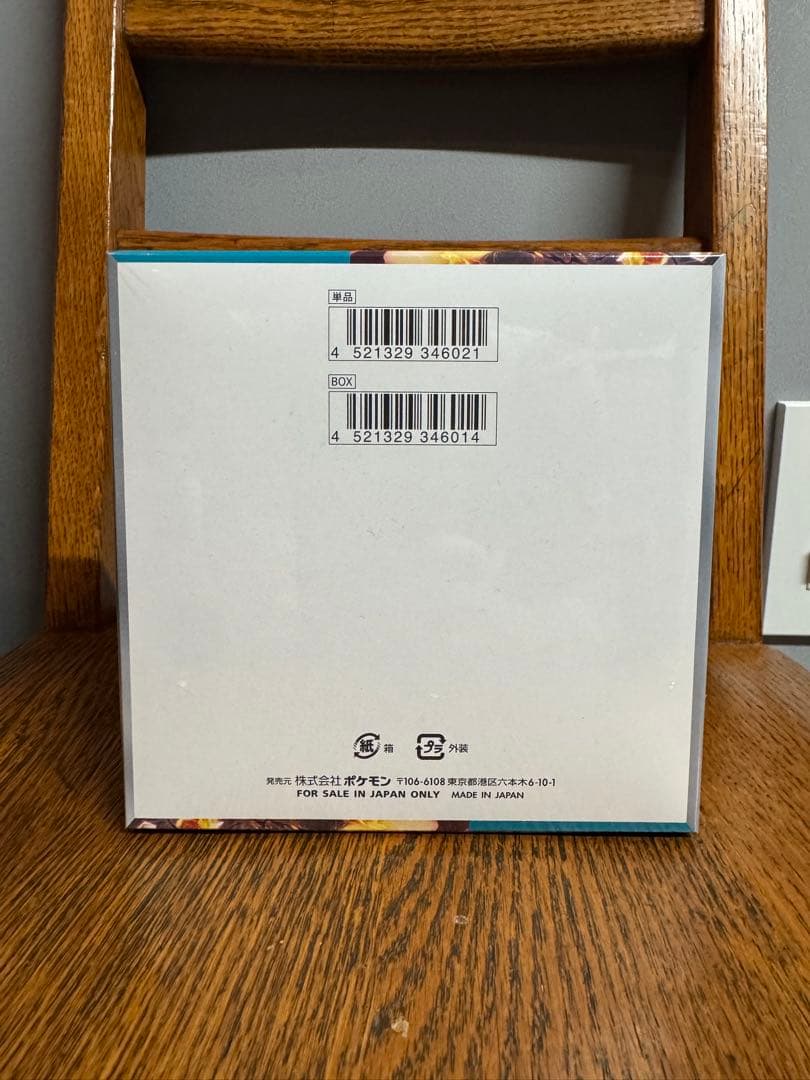 単品
4 521329 346021
BOX
4 521329 346014
紙 箱 プラ 外装
発売元 株式会社 ポケモン 〒106-6108 東京都港区六本木6-10-1
FOR SALE IN JAPAN ONLY MADE IN JAPAN